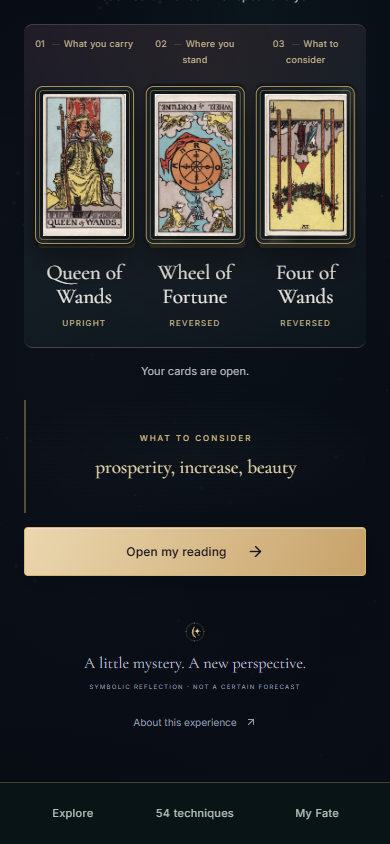 01 — What you carry
02 — Where you stand
03 — What to consider
QUEEN of WANDS.
WHEEL of FORTUNE.
IV
Queen of Wands
Wheel of Fortune
Four of Wands
UPRIGHT
REVERSED
REVERSED
Your cards are open.
WHAT TO CONSIDER
prosperity, increase, beauty
Open my reading →
A little mystery. A new perspective.
SYMBOLIC REFLECTION · NOT A CERTAIN FORECAST
About this experience ↗
Explore
54 techniques
My Fate